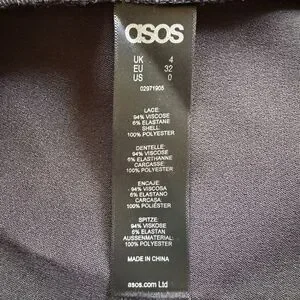 asos
UK 4
EU 32
US 0
02971905
LACE:
94% VISCOSE
6% ELASTANE
SHELL:
100% POLYESTER
DENTELLE:
94% VISCOSE
6% ELASTHANNE
CARCASSE:
100% POLYESTER
ENCAJE:
94% VISCOSA
6% ELASTANO
CARCASA:
100% POLIÉSTER
SPITZE:
94% VISKOSE
6% ELASTAN
AUSSENMATERIAL:
100% POLYESTER
MADE IN CHINA
asos.com Ltd